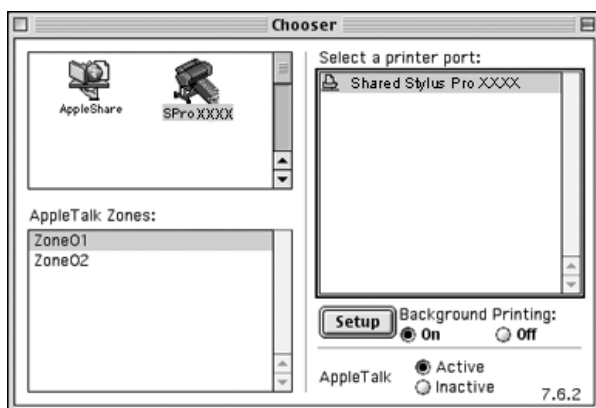 Chooser
AppleShare
SPro XXXX
AppleTalk Zones:
Zone01
Zone02
Select a printer port:
Shared Stylus Pro XXXX
Setup
Background Printing:
On Off
AppleTalk
Active
Inactive
7.6.2